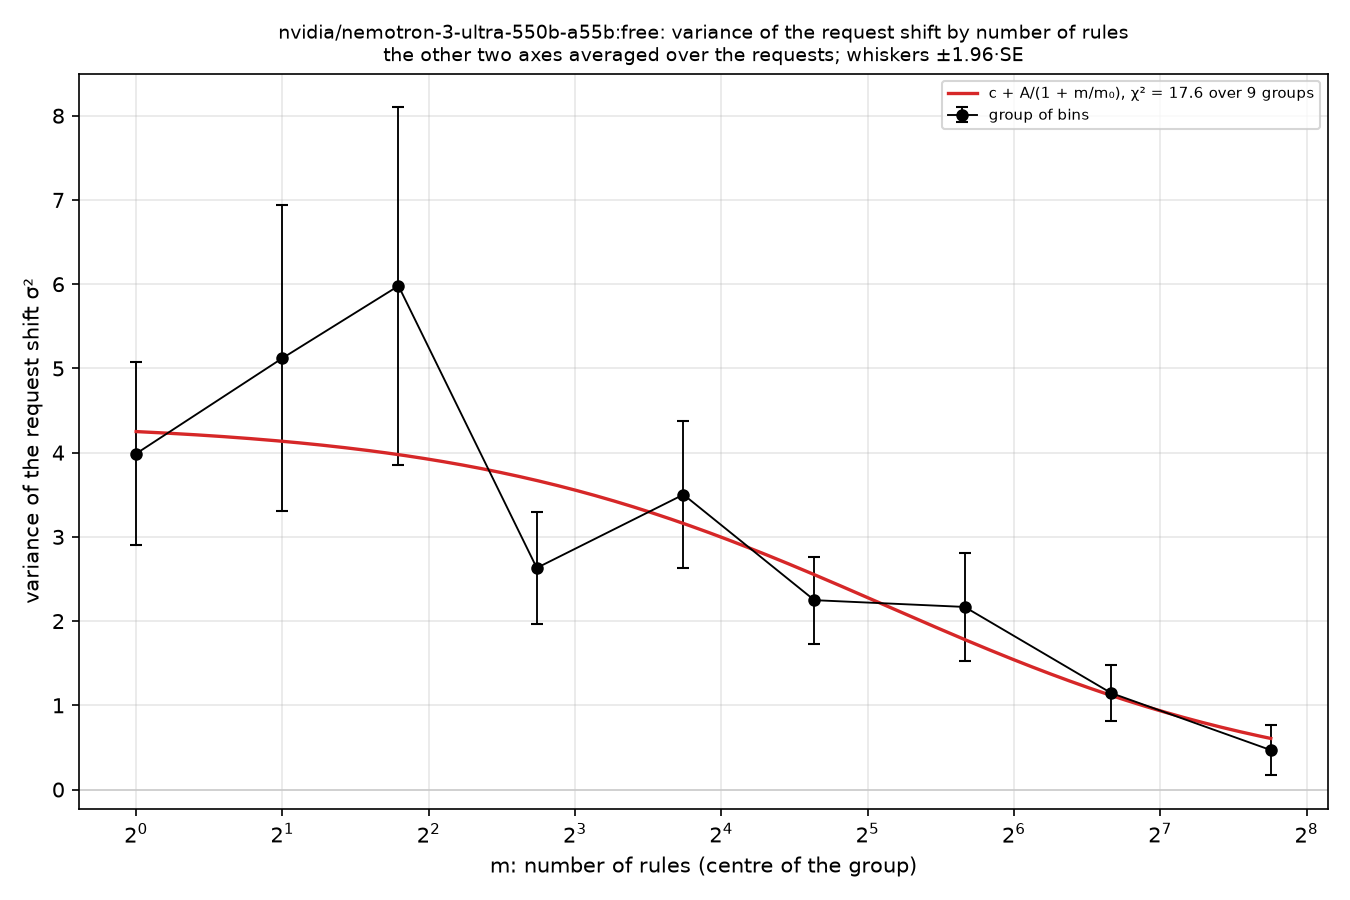 nvidia/nemotron-3-ultra-550b-a55b:free: variance of the request shift by number of rules
the other two axes averaged over the requests; whiskers ±1.96·SE
c + A/(1 + m/m₀), χ² = 17.6 over 9 groups
group of bins
variance of the request shift σ²
8
7
6
5
4
3
2
1
0
2⁰ 2¹ 2² 2³ 2⁴ 2⁵ 2⁶ 2⁷ 2⁸
m: number of rules (centre of the group)